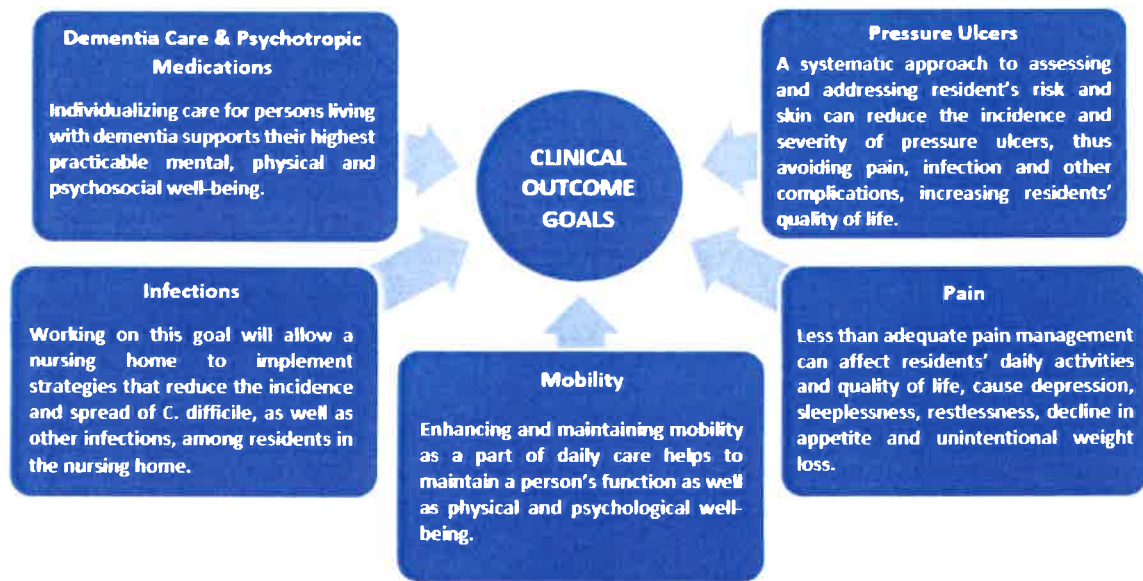 Dementia Care & Psychotropic
Medications
Individualizing care for persons living
with dementia supports their highest
practicable mental, physical and
psychosocial well-being.
CLINICAL
OUTCOME
GOALS
Pressure Ulcers
A systematic approach to assessing
and addressing resident's risk and
skin can reduce the incidence and
severity of pressure ulcers, thus
avoiding pain, infection and other
complications, increasing residents'
quality of life.
Infections
Working on this goal will allow a
nursing home to implement
strategies that reduce the incidence
and spread of C. difficile, as well as
other infections, among residents in
the nursing home.
Mobility
Enhancing and maintaining mobility
as a part of daily care helps to
maintain a person's function as well
as physical and psychological well-
being.
Pain
Less than adequate pain management
can affect residents' daily activities
and quality of life, cause depression,
sleeplessness, restlessness, decline in
appetite and unintentional weight
loss.